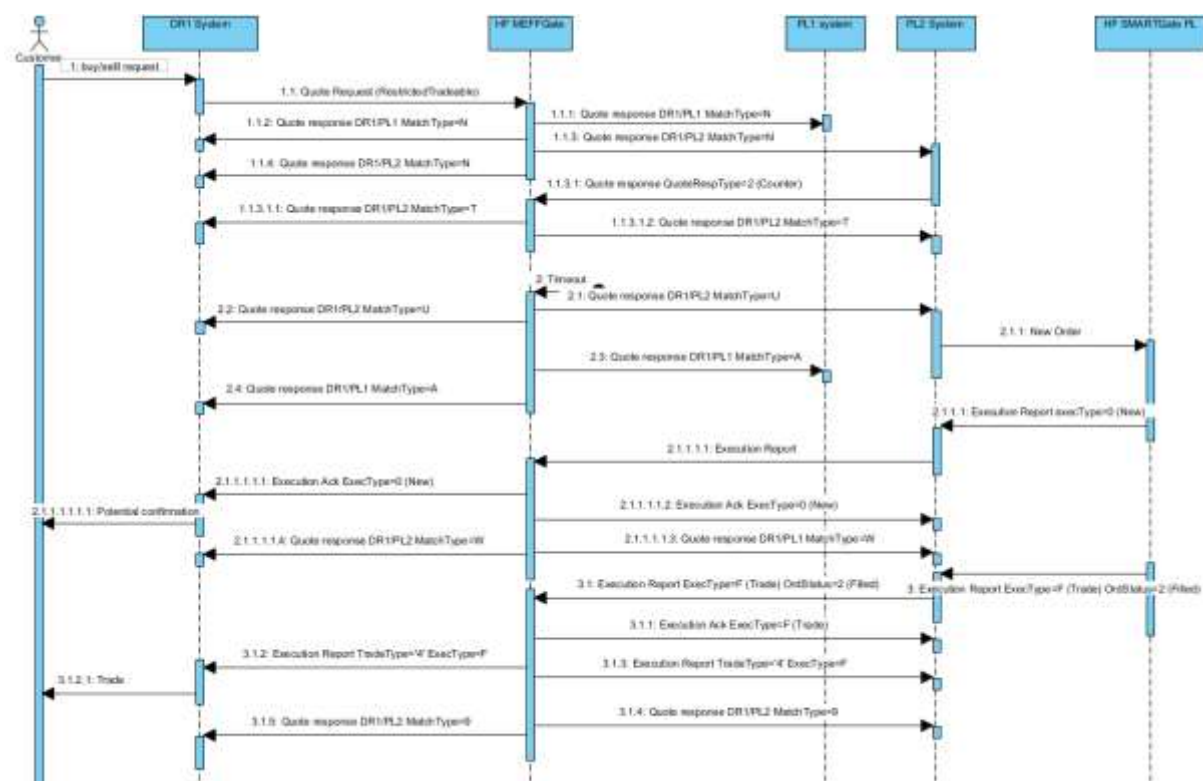 DR1 System
HF MEFFGate
PL1 system
PL2 System
HF SMARTGate PL
Customer
1: buy/sell request
1.1: Quote Request (RestrictedTradeable)
1.1.1: Quote response DR1/PL1 MatchType=N
1.1.2: Quote response DR1/PL1 MatchType=N
1.1.3: Quote response DR1/PL2 MatchType=N
1.1.4: Quote response DR1/PL2 MatchType=N
1.1.3.1: Quote response QuoteRespType=2 (Counter)
1.1.3.1.1: Quote response DR1/PL2 MatchType=T
1.1.3.1.2: Quote response DR1/PL2 MatchType=T
2: Timeout
2.1: Quote response DR1/PL2 MatchType=U
2.2: Quote response DR1/PL2 MatchType=U
2.1.1: New Order
2.3: Quote response DR1/PL1 MatchType=A
2.4: Quote response DR1/PL1 MatchType=A
2.1.1.1: Execution Report execType=0 (New)
2.1.1.1.1: Execution Report
2.1.1.1.1.1: Execution Ack ExecType=0 (New)
2.1.1.1.1.2: Execution Ack ExecType=0 (New)
2.1.1.1.1.1.1: Potential confirmation
2.1.1.1.1.4: Quote response DR1/PL2 MatchType=W
2.1.1.1.1.3: Quote response DR1/PL1 MatchType=W
3.1: Execution Report ExecType=F (Trade) OrdStatus=2 (Filled)
3: Execution Report ExecType=F (Trade) OrdStatus=2 (Filled)
3.1.1: Execution Ack ExecType=F (Trade)
3.1.2: Execution Report TradeType='4' ExecType=F
3.1.3: Execution Report TradeType='4' ExecType=F
3.1.2.1: Trade
3.1.4: Quote response DR1/PL2 MatchType=9
3.1.5: Quote response DR1/PL2 MatchType=9